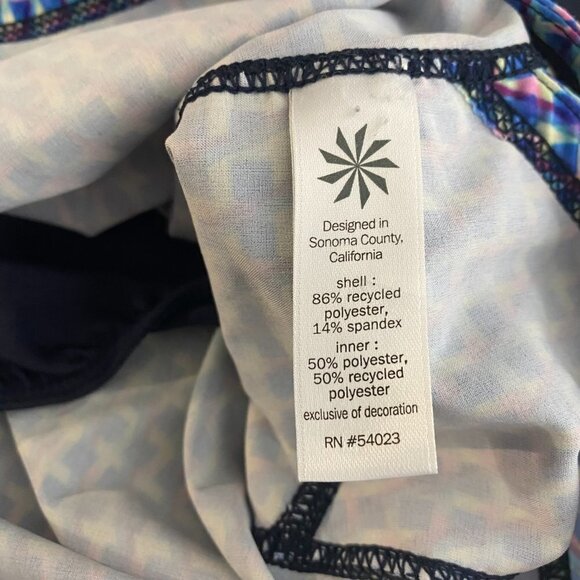 Designed in
Sonoma County,
California
shell :
86% recycled
polyester,
14% spandex
inner :
50% polyester,
50% recycled
polyester
exclusive of decoration
RN #54023